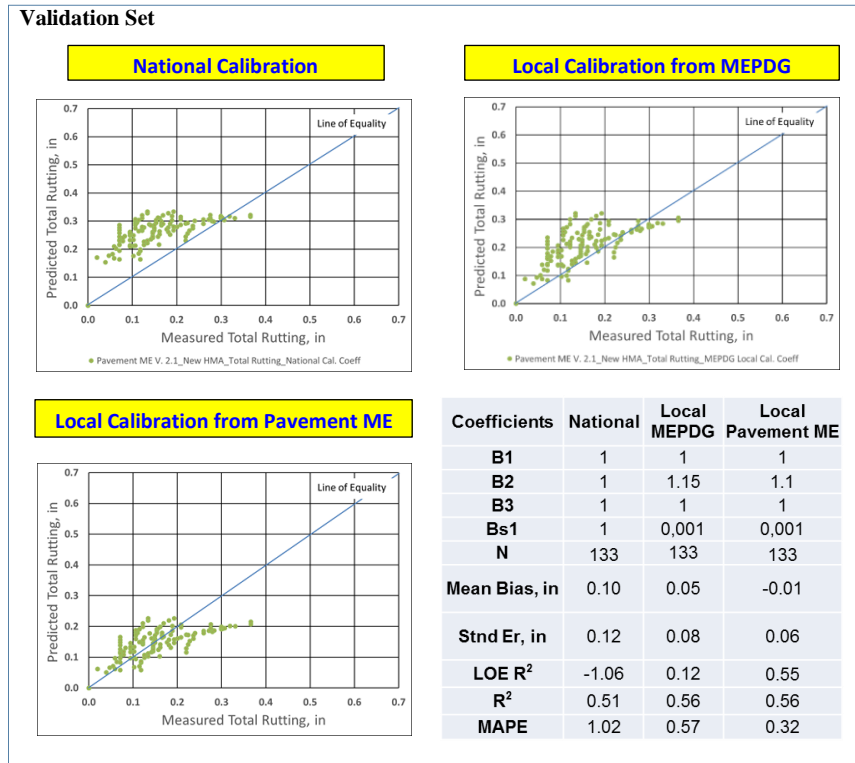 Validation Set
National Calibration
0.7
0.6
0.5
0.4
0.3
0.2
0.1
0.0
Predicted Total Rutting, in
Line of Equality
0.0 0.1 0.2 0.3 0.4 0.5 0.6 0.7
Measured Total Rutting, in
Pavement ME V. 2.1_New HMA_Total Rutting_National Cal. Coeff
Local Calibration from MEPDG
0.7
0.6
0.5
0.4
0.3
0.2
0.1
0.0
Predicted Total Rutting, in
Line of Equality
0.0 0.1 0.2 0.3 0.4 0.5 0.6 0.7
Measured Total Rutting, in
Pavement ME V. 2.1_New HMA_Total Rutting_MEPDG Local Cal. Coeff
Local Calibration from Pavement ME
0.7
0.6
0.5
0.4
0.3
0.2
0.1
0.0
Predicted Total Rutting, in
Line of Equality
0.0 0.1 0.2 0.3 0.4 0.5 0.6 0.7
Measured Total Rutting, in
Coefficients National Local MEPDG Local Pavement ME
B1 1 1 1
B2 1 1.15 1.1
B3 1 1 1
Bs1 1 0,001 0,001
N 133 133 133
Mean Bias, in 0.10 0.05 -0.01
Stnd Er, in 0.12 0.08 0.06
LOE R² -1.06 0.12 0.55
R² 0.51 0.56 0.56
MAPE 1.02 0.57 0.32